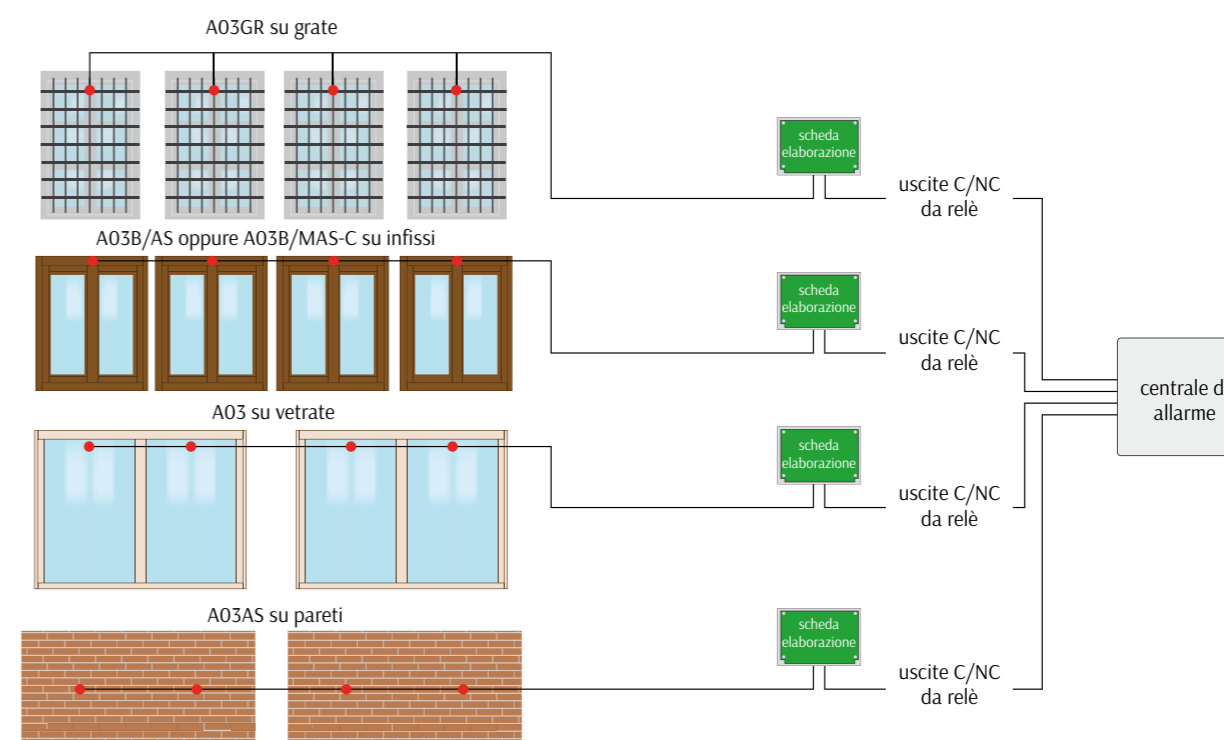 A03GR su grate
scheda
elaborazione
uscite C/NC
da relè
A03B/AS oppure A03B/MAS-C su infissi
scheda
elaborazione
uscite C/NC
da relè
centrale d
allarme
A03 su vetrate
scheda
elaborazione
uscite C/NC
da relè
A03AS su pareti
scheda
elaborazione
uscite C/NC
da relè